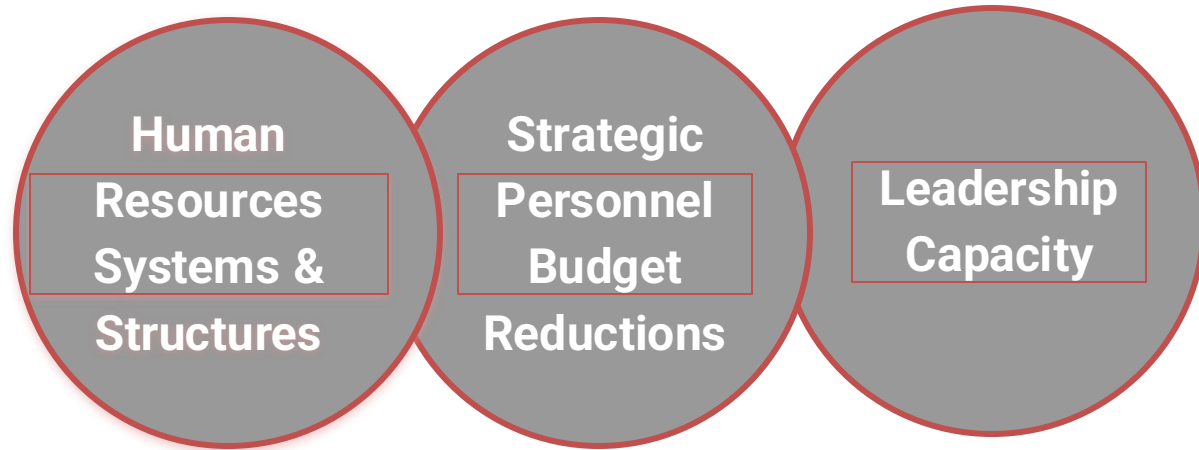 Human
Resources
Systems &
Structures
Strategic
Personnel
Budget
Reductions
Leadership
Capacity